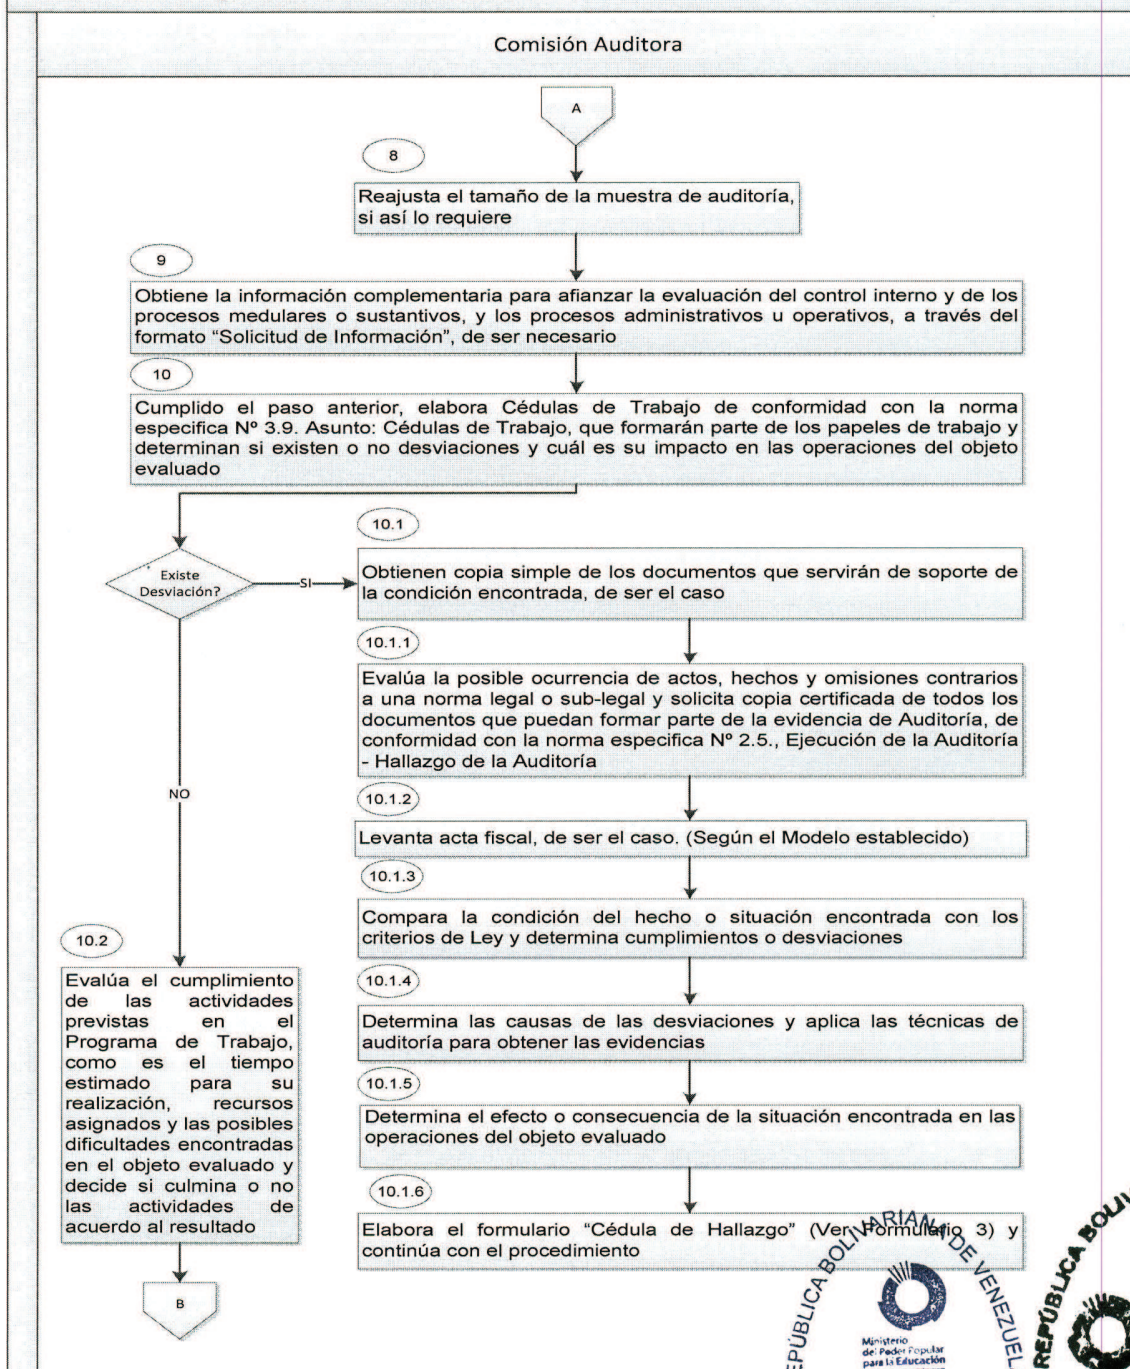 Comisión Auditora
A
8
Reajusta el tamaño de la muestra de auditoría,
si así lo requiere
9
Obtiene la información complementaria para afianzar la evaluación del control interno y de los
procesos medulares o sustantivos, y los procesos administrativos u operativos, a través del
formato “Solicitud de Información”, de ser necesario
10
Cumplido el paso anterior, elabora Cédulas de Trabajo de conformidad con la norma
especifica Nº 3.9. Asunto: Cédulas de Trabajo, que formarán parte de los papeles de trabajo y
determinan si existen o no desviaciones y cuál es su impacto en las operaciones del objeto
evaluado
Existe
Desviación?
SI
10.1
Obtienen copia simple de los documentos que servirán de soporte de
la condición encontrada, de ser el caso
10.1.1
Evalúa la posible ocurrencia de actos, hechos y omisiones contrarios
a una norma legal o sub-legal y solicita copia certificada de todos los
documentos que puedan formar parte de la evidencia de Auditoría, de
conformidad con la norma especifica Nº 2.5., Ejecución de la Auditoría
- Hallazgo de la Auditoría
10.1.2
Levanta acta fiscal, de ser el caso. (Según el Modelo establecido)
10.1.3
Compara la condición del hecho o situación encontrada con los
criterios de Ley y determina cumplimientos o desviaciones
10.1.4
Determina las causas de las desviaciones y aplica las técnicas de
auditoría para obtener las evidencias
10.1.5
Determina el efecto o consecuencia de la situación encontrada en las
operaciones del objeto evaluado
10.1.6
Elabora el formulario “Cédula de Hallazgo” (Ver Formulario 3) y
continúa con el procedimiento
NO
10.2
Evalúa el cumplimiento
de las actividades
previstas en el
Programa de Trabajo,
como es el tiempo
estimado para su
realización, recursos
asignados y las posibles
dificultades encontradas
en el objeto evaluado y
decide si culmina o no
las actividades de
acuerdo al resultado
B
EPÚBLICA BOLIVARIANA DE VENEZUEL
Ministerio
del Poder Popular
para la Educación
REPÚBLICA BOLIV